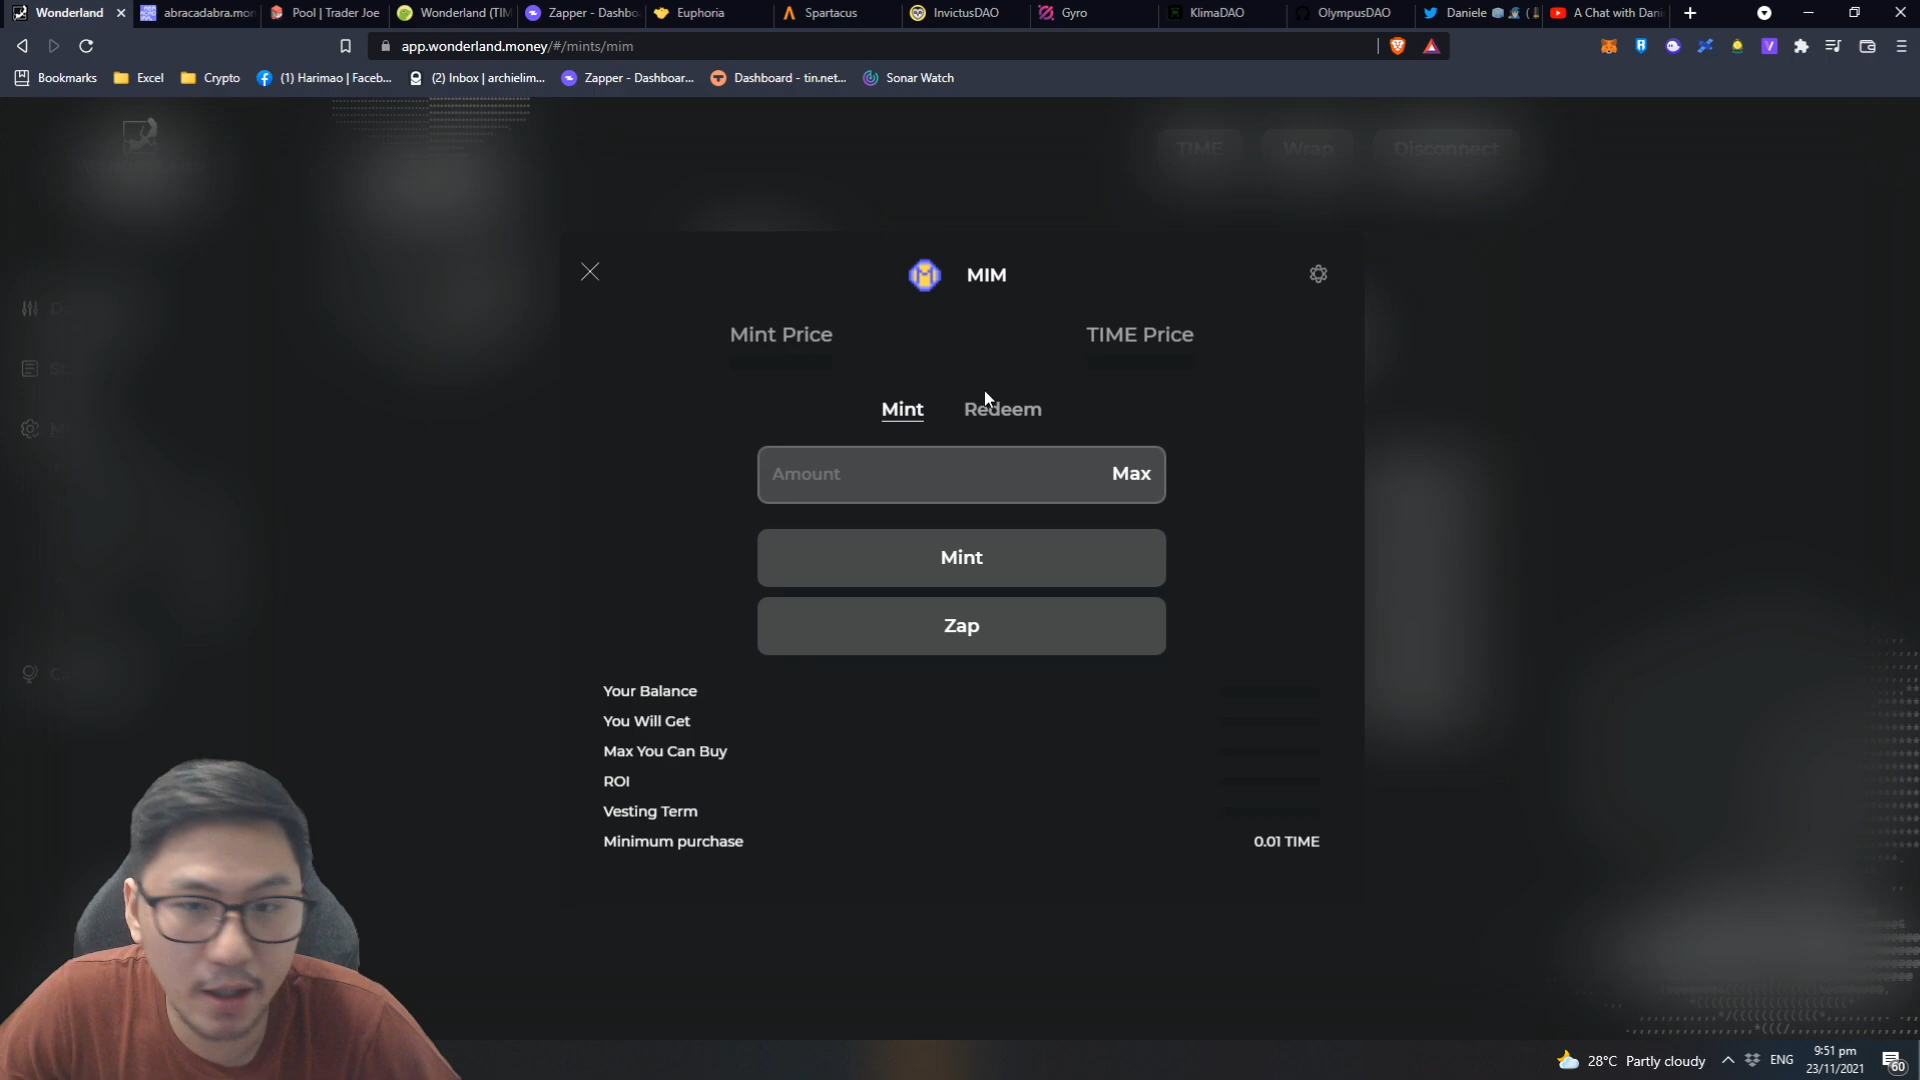 Wonderland
abracadabra.mon
Pool | Trader Joe
Wonderland (TIM
Zapper - Dashbo
Euphoria
Spartacus
InvictusDAO
Gyro
KlimaDAO
OlympusDAO
Daniele
A Chat with Dani
app.wonderland.money/#/mints/mim
Bookmarks
Excel
Crypto
(1) Harimao | Faceb...
(2) Inbox | archielim...
Zapper - Dashboar...
Dashboard - tin.net...
Sonar Watch
TIME
Wrap
Disconnect
MIM
Mint Price
TIME Price
Mint
Redeem
Amount
Max
Mint
Zap
Your Balance
You Will Get
Max You Can Buy
ROI
Vesting Term
Minimum purchase
0.01 TIME
28°C Partly cloudy
ENG
9:51 pm
23/11/2021
60